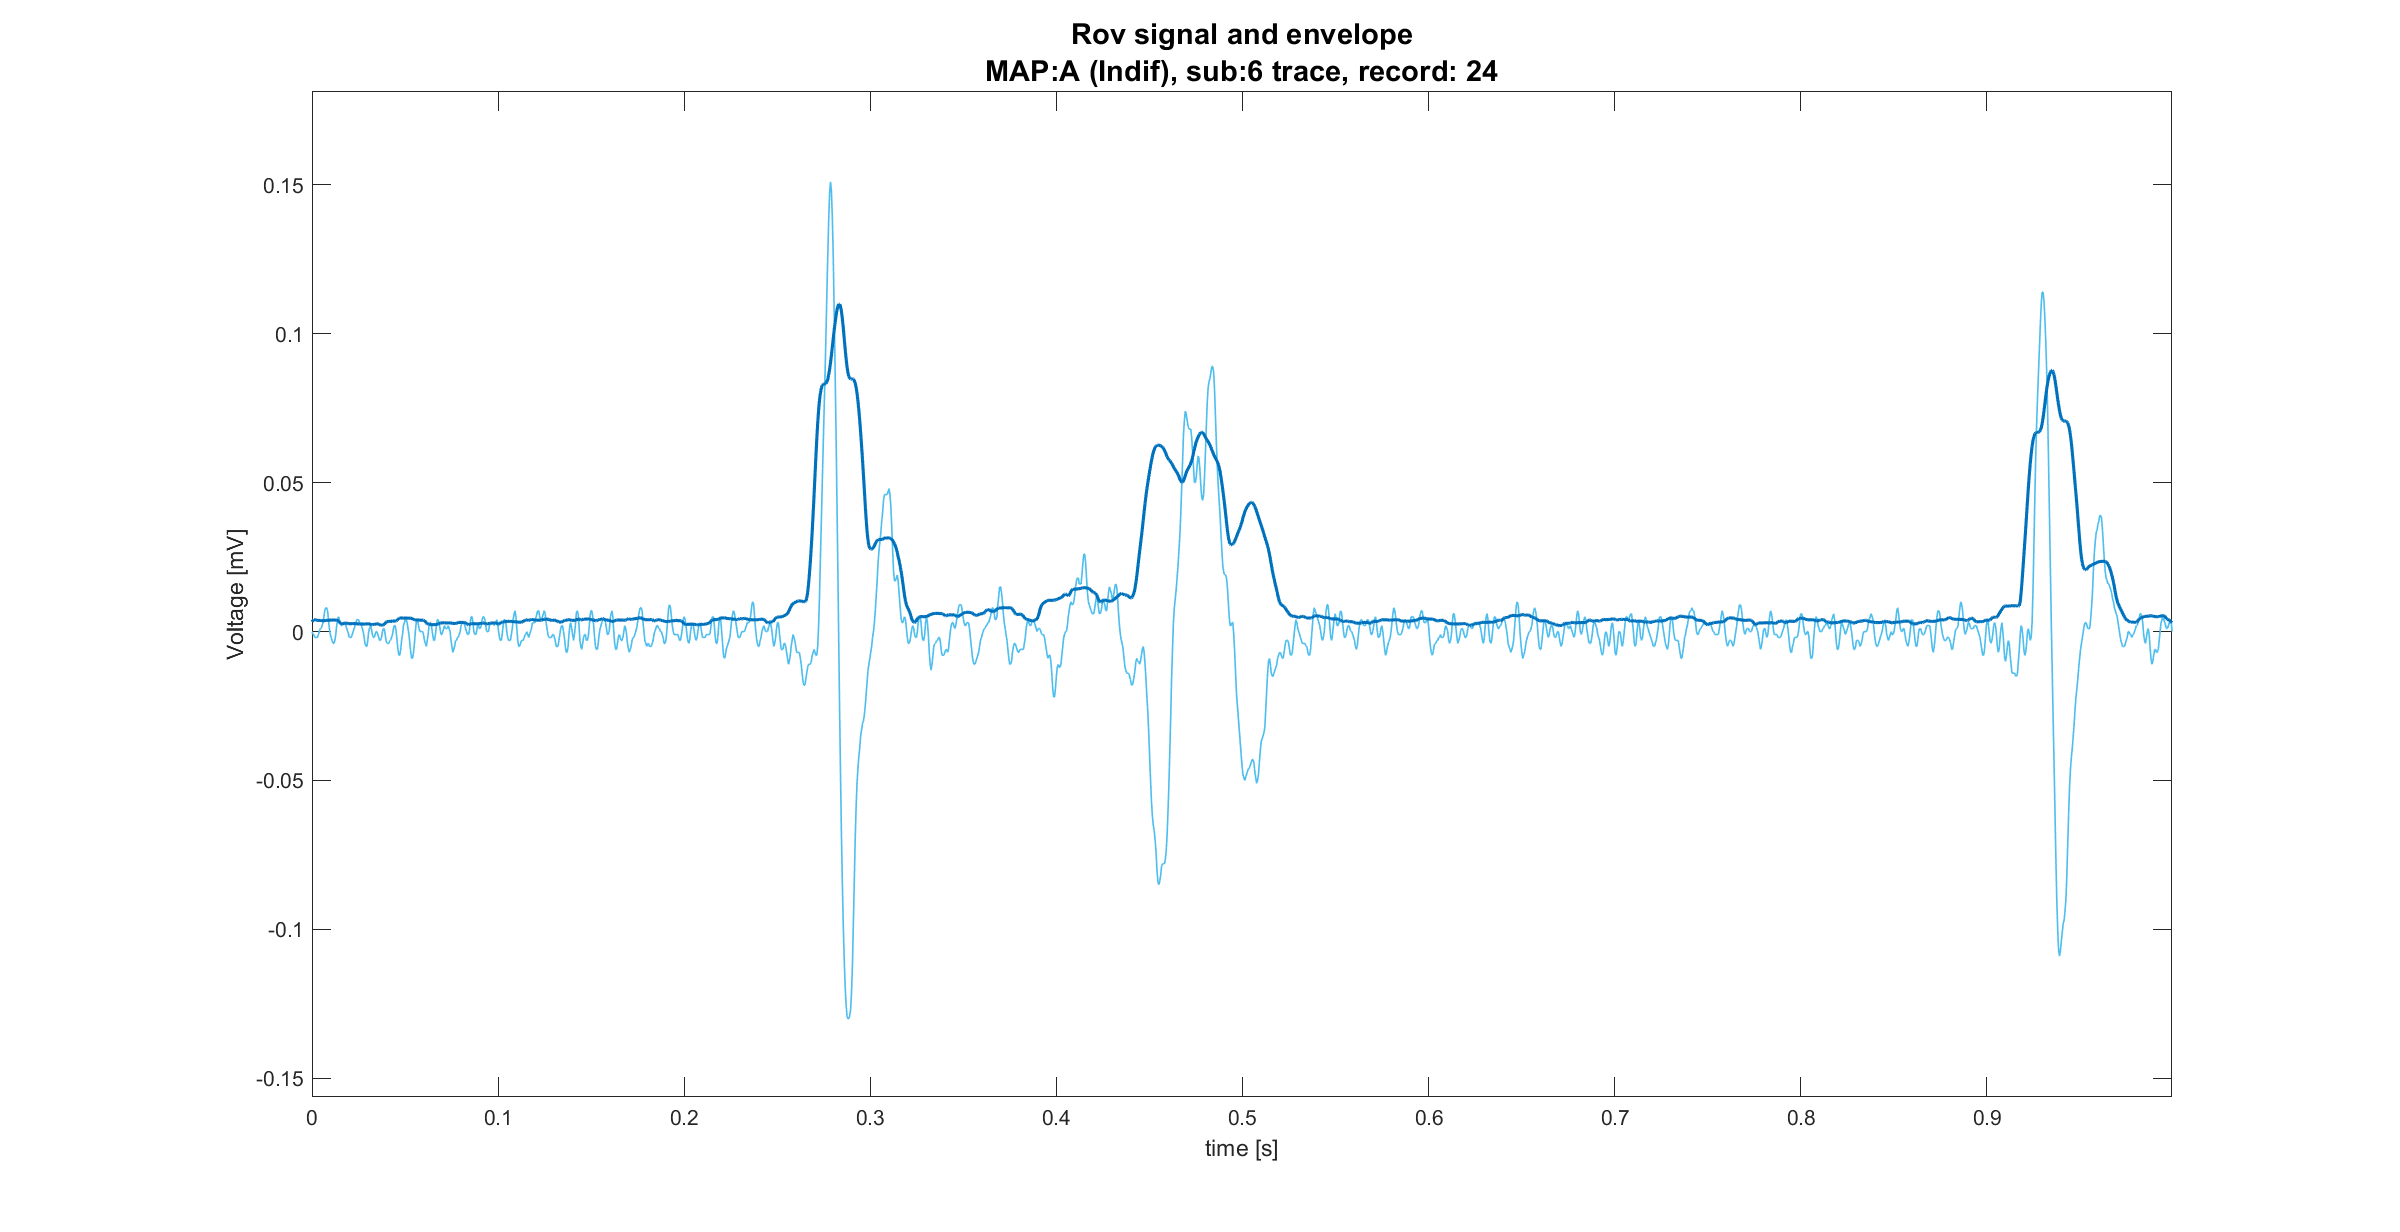 Rov signal and envelope
MAP:A (Indif), sub:6 trace, record: 24
0.15
0.1
0.05
0
-0.05
-0.1
-0.15
Voltage [mV]
0 0.1 0.2 0.3 0.4 0.5 0.6 0.7 0.8 0.9
time [s]